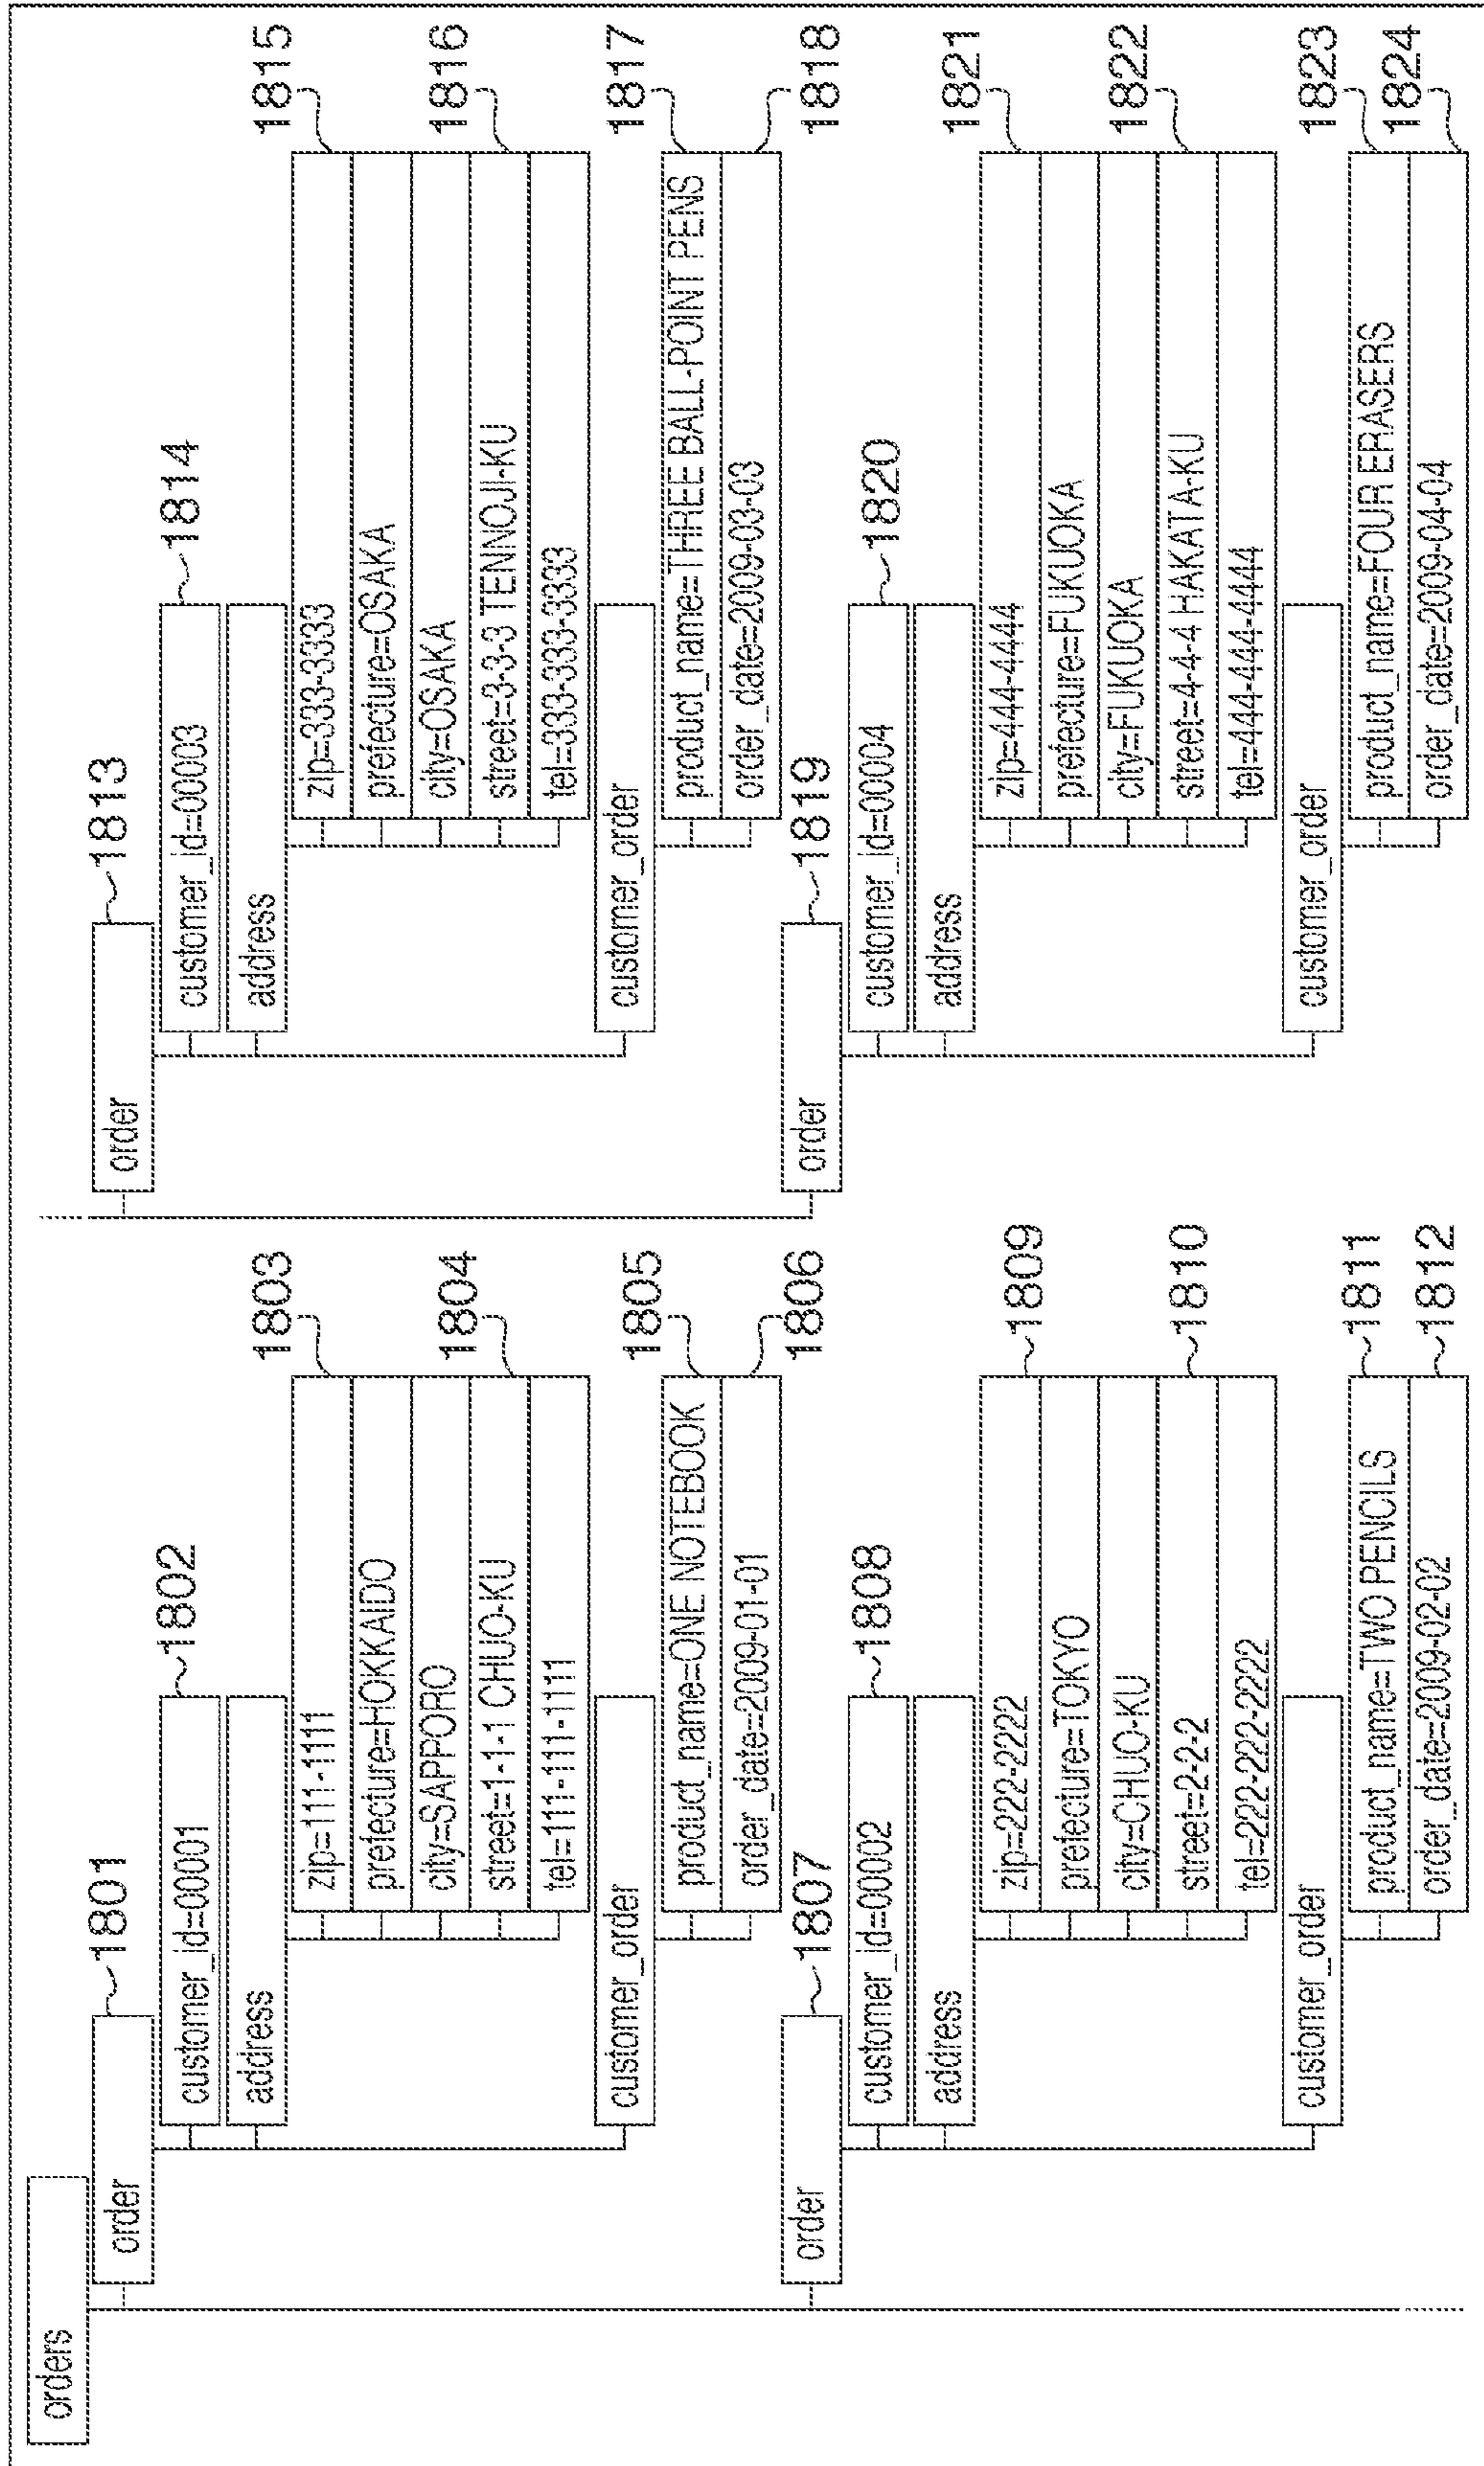 orders
order 1801
customer_id=00001 1802
address
zip=111-1111 1803
prefecture=HOKKAIDO
city=SAPPORO
street=1-1-1 CHUO-KU 1804
tel=111-111-1111
customer_order
product_name=ONE NOTEBOOK 1805
order_date=2009-01-01 1806
order 1807
customer_id=00002 1808
address
zip=222-2222 1809
prefecture=TOKYO
city=CHUO-KU
street=2-2-2 1810
tel=222-222-2222
customer_order
product_name=TWO PENCILS 1811
order_date=2009-02-02 1812
order 1813
customer_id=00003 1814
address
zip=333-3333 1815
prefecture=OSAKA
city=OSAKA
street=3-3-3 TENNOJI-KU 1816
tel=333-333-3333
customer_order
product_name=THREE BALL-POINT PENS 1817
order_date=2009-03-03 1818
order 1819
customer_id=00004 1820
address
zip=444-4444 1821
prefecture=FUKUOKA
city=FUKUOKA
street=4-4-4 HAKATA-KU 1822
tel=444-444-4444
customer_order
product_name=FOUR ERASERS 1823
order_date=2009-04-04 1824